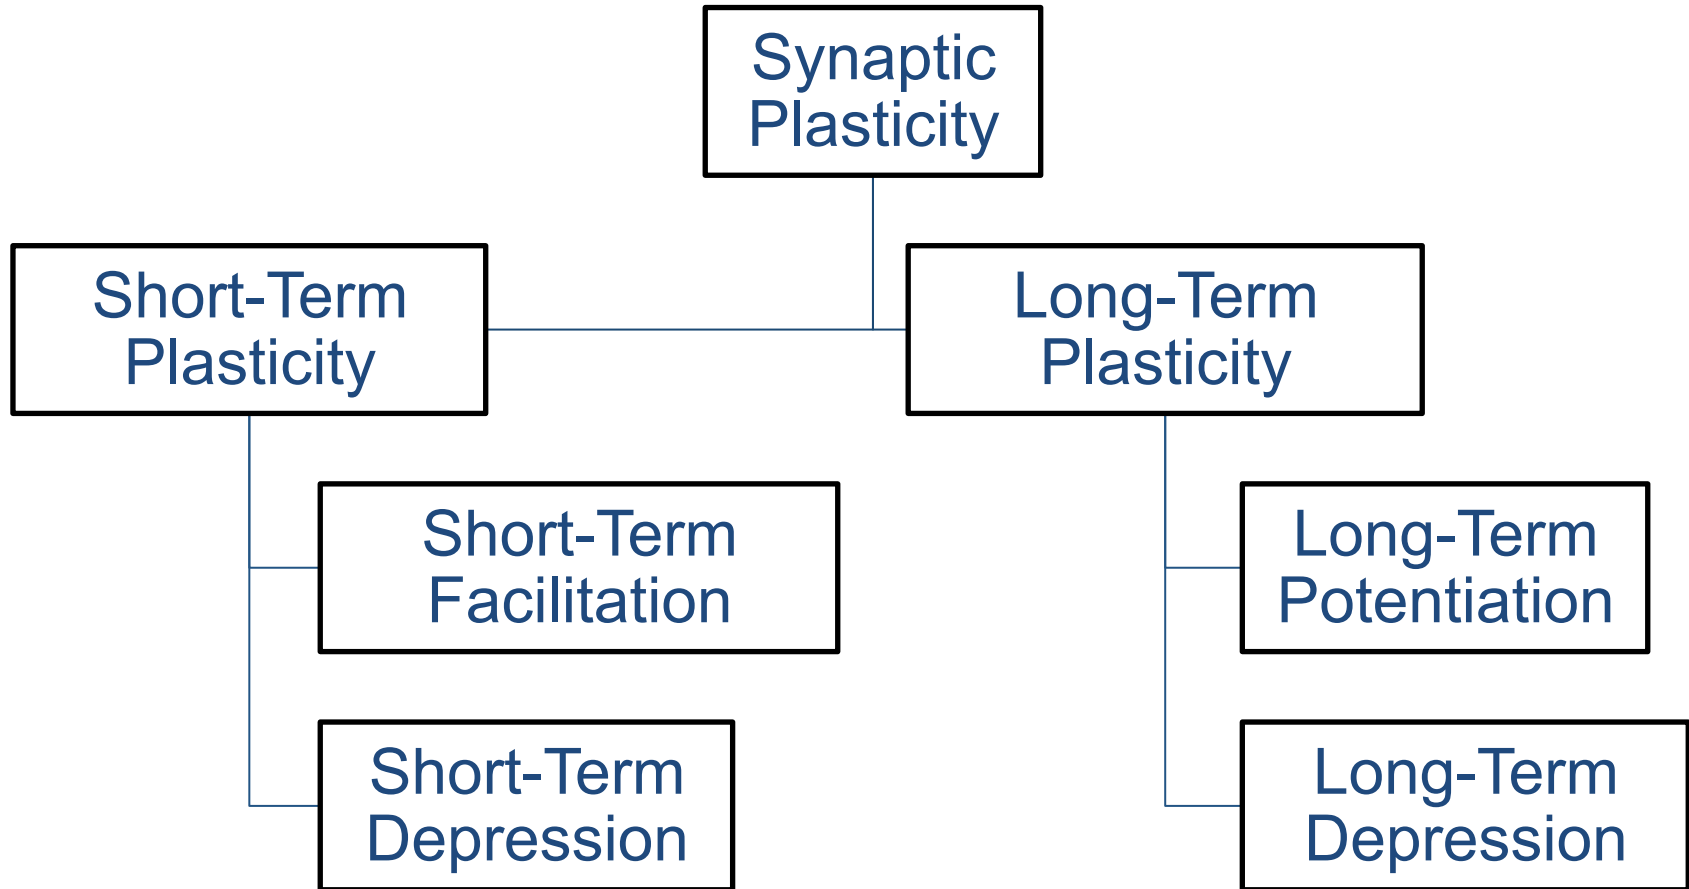 Synaptic
Plasticity
Short-Term
Plasticity
Long-Term
Plasticity
Short-Term
Facilitation
Long-Term
Potentiation
Short-Term
Depression
Long-Term
Depression